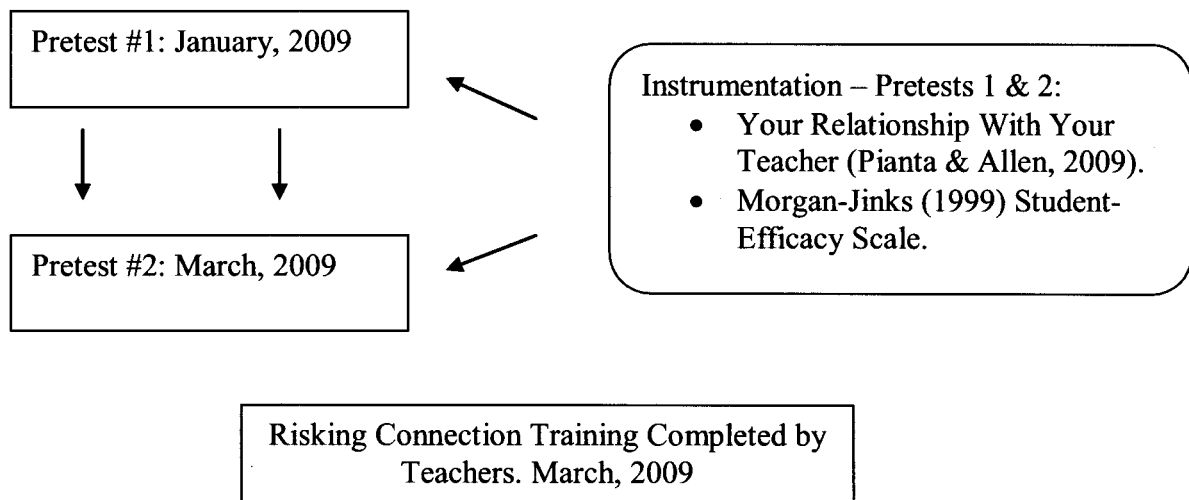 Pretest #1: January, 2009
Instrumentation – Pretests 1 & 2:
• Your Relationship With Your
Teacher (Pianta & Allen, 2009).
• Morgan-Jinks (1999) Student-
Efficacy Scale.
Pretest #2: March, 2009
Risking Connection Training Completed by
Teachers. March, 2009